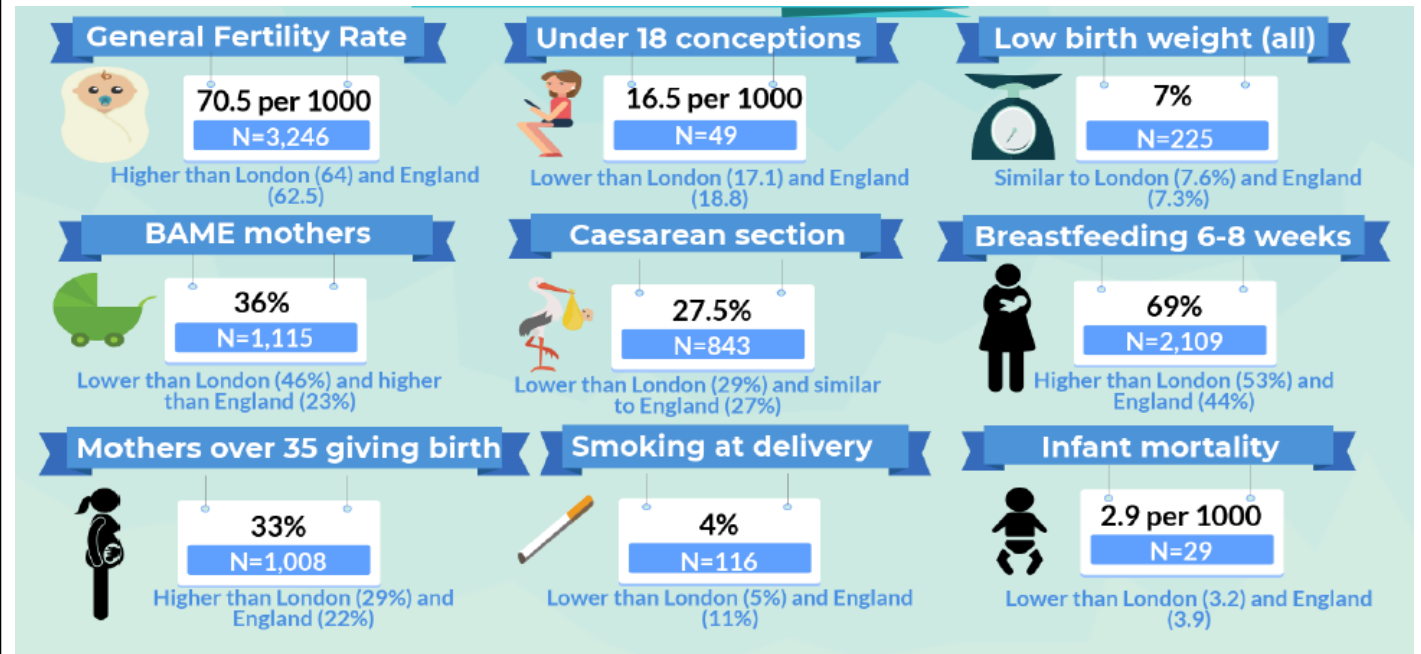 General Fertility Rate
70.5 per 1000
N=3,246
Higher than London (64) and England
(62.5)
Under 18 conceptions
16.5 per 1000
N=49
Lower than London (17.1) and England
(18.8)
Low birth weight (all)
7%
N=225
Similar to London (7.6%) and England
(7.3%)
BAME mothers
36%
N=1,115
Lower than London (46%) and higher
than England (23%)
Caesarean section
27.5%
N=843
Lower than London (29%) and similar
to England (27%)
Breastfeeding 6-8 weeks
69%
N=2,109
Higher than London (53%) and
England (44%)
Mothers over 35 giving birth
33%
N=1,008
Higher than London (29%) and
England (22%)
Smoking at delivery
4%
N=116
Lower than London (5%) and England
(11%)
Infant mortality
2.9 per 1000
N=29
Lower than London (3.2) and England
(3.9)